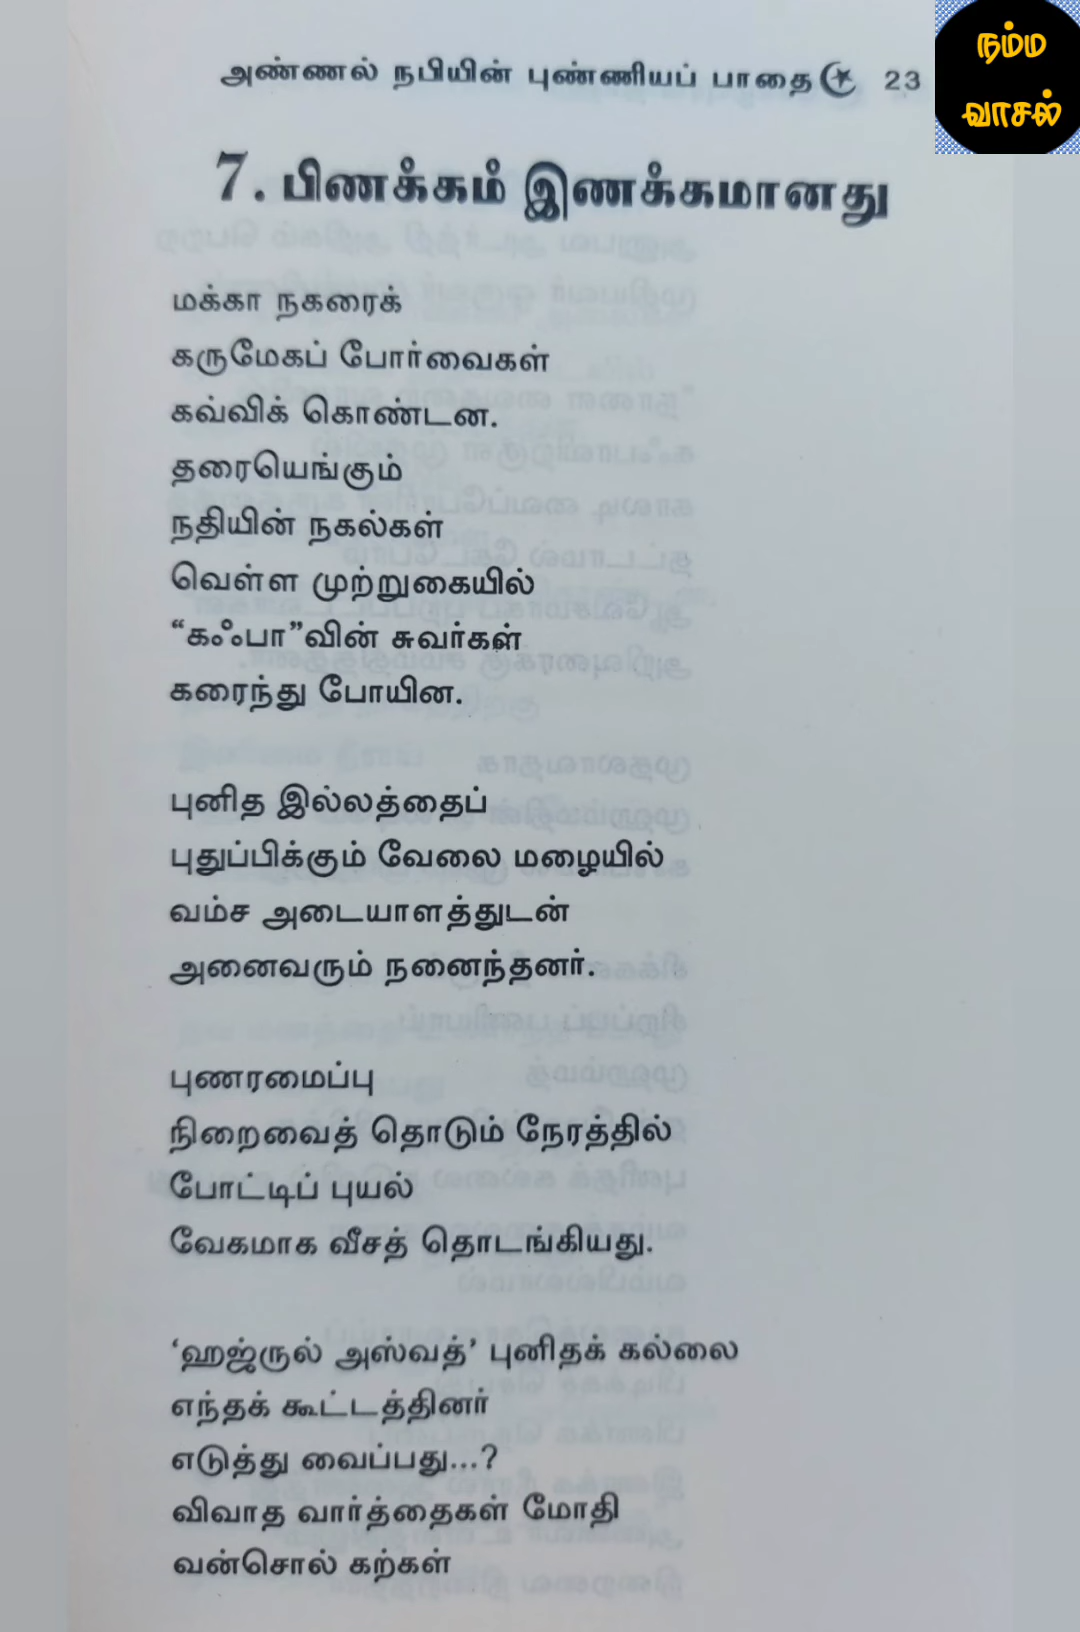 அண்ணல் நபியின் புண்ணியப் பாதை 23
நம்ம
வாசல்
7. பிணக்கம் இணக்கமானது
மக்கா நகரைக்
கருமேகப் போர்வைகள்
கவ்விக் கொண்டன.
தரையெங்கும்
நதியின் நகல்கள்
வெள்ள முற்றுகையில்
“கஃபா”வின் சுவர்கள்
கரைந்து போயின.
புனித இல்லத்தைப்
புதுப்பிக்கும் வேலை மழையில்
வம்ச அடையாளத்துடன்
அனைவரும் நனைந்தனர்.
புணரமைப்பு
நிறைவைத் தொடும் நேரத்தில்
போட்டிப் புயல்
வேகமாக வீசத் தொடங்கியது.
‘ஹஜ்ருல் அஸ்வத்’ புனிதக் கல்லை
எந்தக் கூட்டத்தினர்
எடுத்து வைப்பது...?
விவாத வார்த்தைகள் மோதி
வன்சொல் கற்கள்